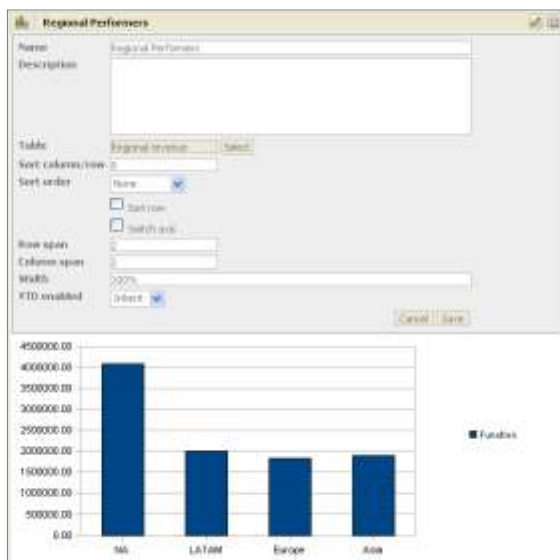 Regional Performers
Name Regional Performers
Description
Table Regional revenue Select
Sort column/row 0
Sort order None
Sort row
Switch axis
Row span
Column span
Width 100%
YTD enabled Inherit
Cancel Save
4500000.00
4000000.00
3500000.00
3000000.00
2500000.00
2000000.00
1500000.00
1000000.00
500000.00
0.00
NA LATAM Europe Asia